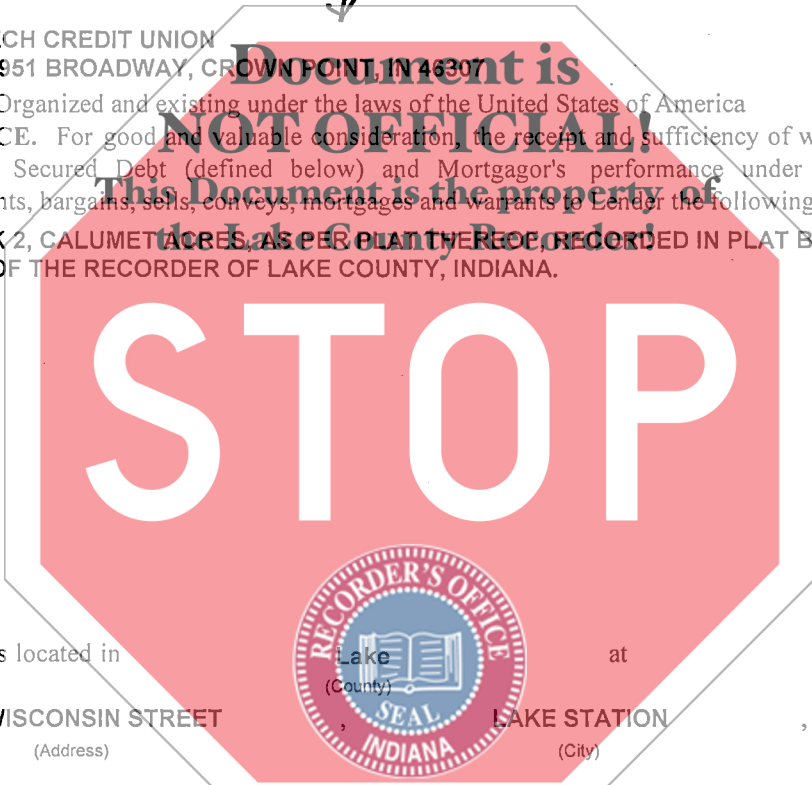 CH CREDIT UNION
951 BROADWAY, CROWN POINT, IN 46307
Document is
Organized and existing under the laws of the United States of America
NOT OFFICIAL!
CE. For good and valuable consideration, the receipt and sufficiency of w
Secured Debt (defined below) and Mortgagor's performance under
This Document is the property of
nts, bargains, sells, conveys, mortgages and warrants to Lender the following
the Lake County Recorder!
K 2, CALUMET ACRES, AS PER PLAT THEREOF, RECORDED IN PLAT B
OF THE RECORDER OF LAKE COUNTY, INDIANA.
STOP
RECORDER'S OFFICE
SEAL
INDIANA
s located in Lake at
(County)
WISCONSIN STREET , LAKE STATION ,
(Address) (City)